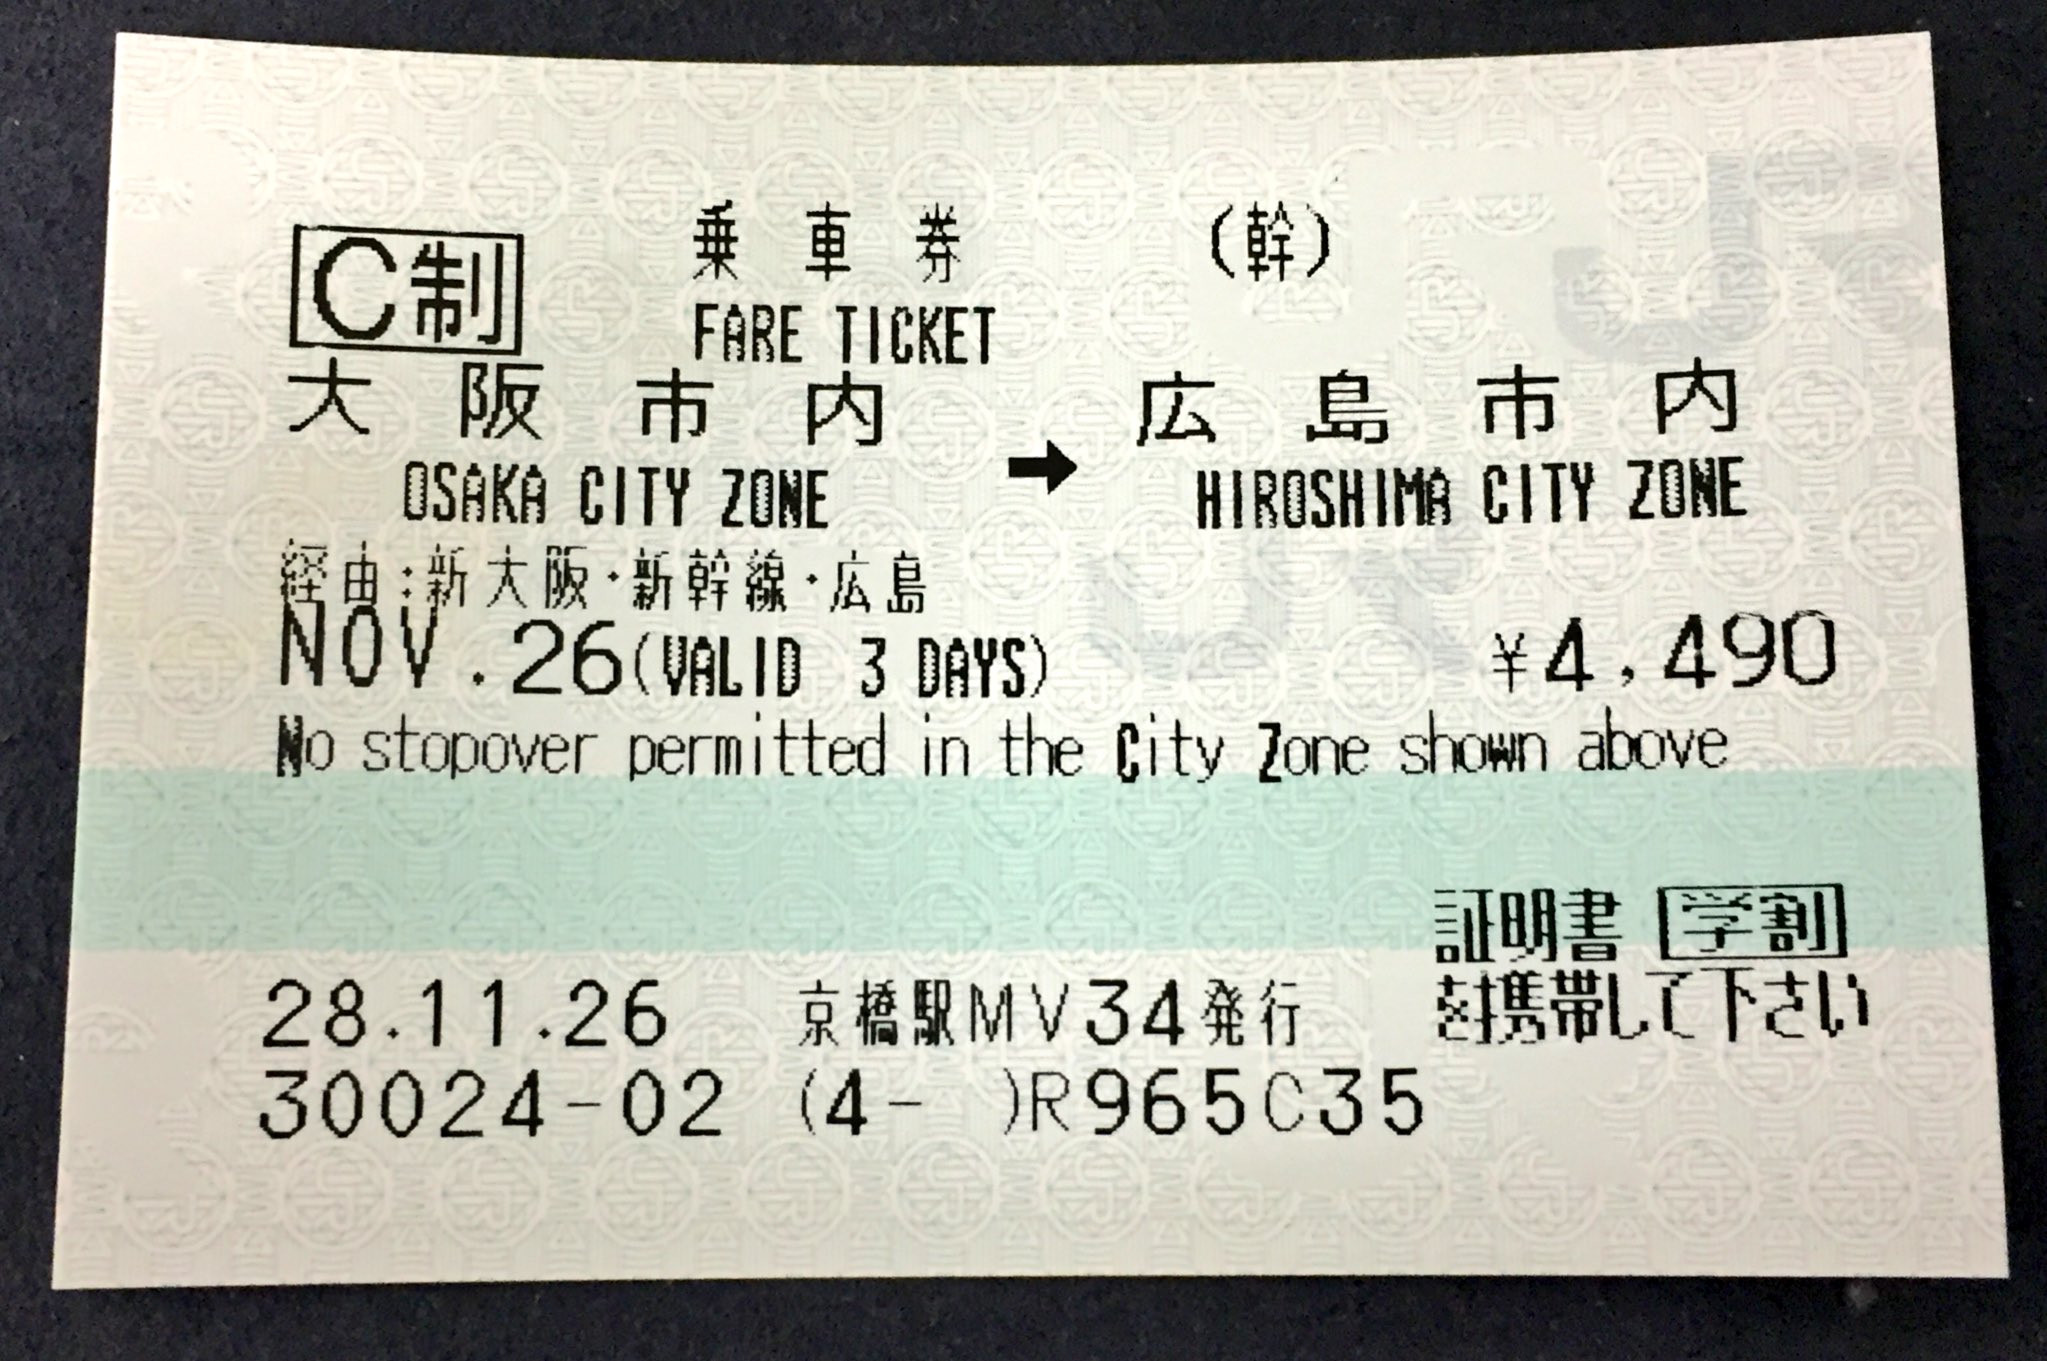 C制 乗車券 (幹)
FARE TICKET
大阪市内 → 広島市内
OSAKA CITY ZONE HIROSHIMA CITY ZONE
経由:新大阪・新幹線・広島
NOV.26(VALID 3 DAYS) ¥4,490
No stopover permitted in the City Zone shown above
証明書 学割
を携帯して下さい
28.11.26 京橋駅MV34発行
30024-02 (4- )R965C35